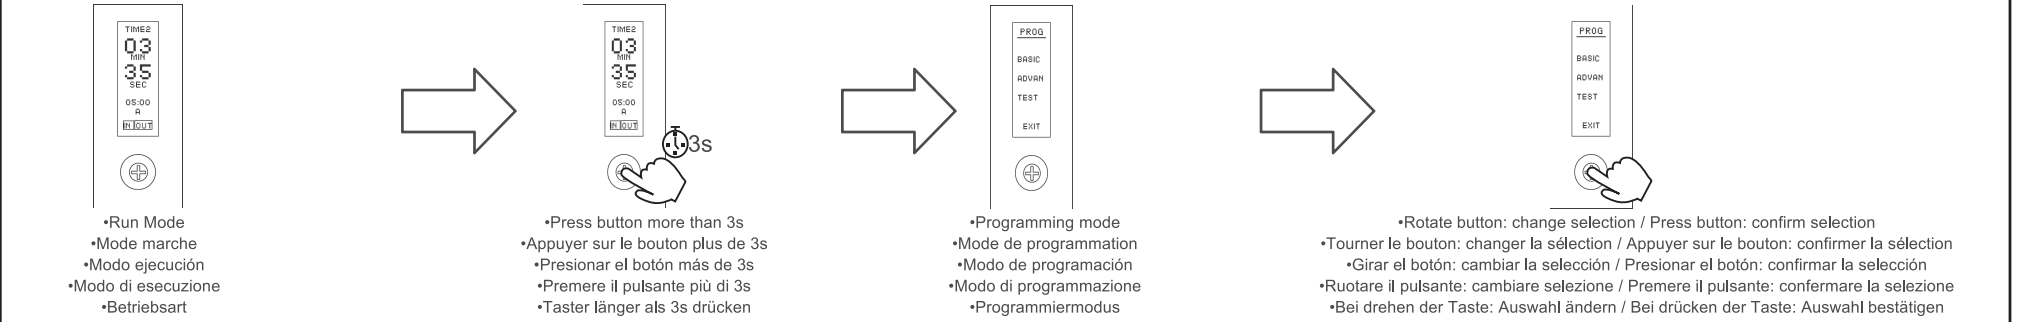 TIME2
03
MIN
35
SEC
05:00
A
IN OUT
•Run Mode
•Mode marche
•Modo ejecución
•Modo di esecuzione
•Betriebsart
TIME2
03
MIN
35
SEC
05:00
A
IN OUT
3s
•Press button more than 3s
•Appuyer sur le bouton plus de 3s
•Presionar el botón más de 3s
•Premere il pulsante più di 3s
•Taster länger als 3s drücken
PROG
BASIC
ADVAN
TEST
EXIT
•Programming mode
•Mode de programmation
•Modo de programación
•Modo di programmazione
•Programmiermodus
PROG
BASIC
ADVAN
TEST
EXIT
•Rotate button: change selection / Press button: confirm selection
•Tourner le bouton: changer la sélection / Appuyer sur le bouton: confirmer la sélection
•Girar el botón: cambiar la selección / Presionar el botón: confirmar la selección
•Ruotare il pulsante: cambiare selezione / Premere il pulsante: confermare la selezione
•Bei drehen der Taste: Auswahl ändern / Bei drücken der Taste: Auswahl bestätigen